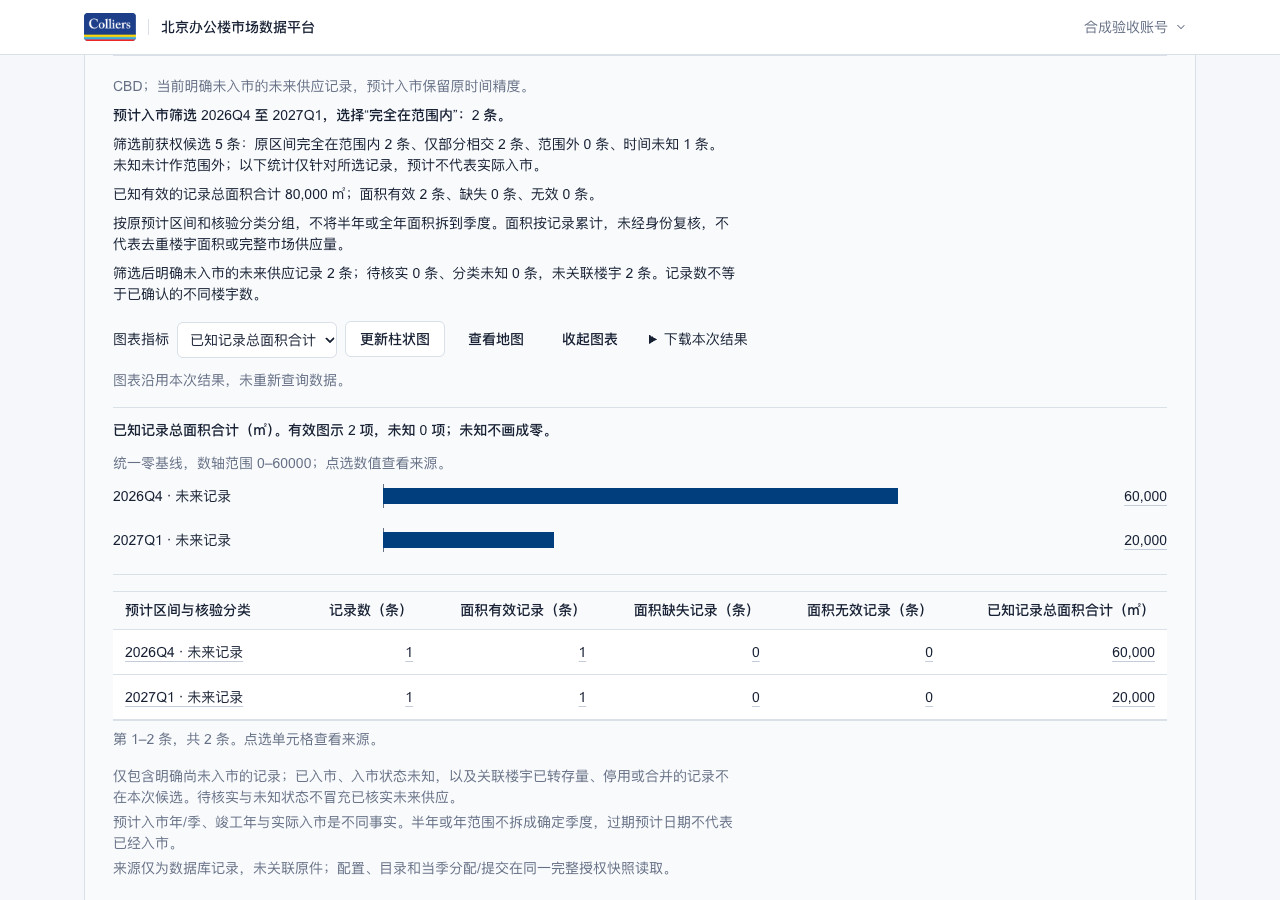 Colliers
北京办公楼市场数据平台
合成验收账号
CBD；当前明确未入市的未来供应记录，预计入市保留原时间精度。
预计入市筛选 2026Q4 至 2027Q1，选择“完全在范围内”：2 条。
筛选前获权候选 5 条：原区间完全在范围内 2 条、仅部分相交 2 条、范围外 0 条、时间未知 1 条。
未知未计作范围外；以下统计仅针对所选记录，预计不代表实际入市。
已知有效的记录总面积合计 80,000 ㎡；面积有效 2 条、缺失 0 条、无效 0 条。
按原预计区间和核验分类分组，不将半年或全年面积拆到季度。面积按记录累计，未经身份复核，不
代表去重楼宇面积或完整市场供应量。
筛选后明确未入市的未来供应记录 2 条；待核实 0 条、分类未知 0 条，未关联楼宇 2 条。记录数不等
于已确认的不同楼宇数。
图表指标 已知记录总面积合计 更新柱状图 查看地图 收起图表 ▶ 下载本次结果
图表沿用本次结果，未重新查询数据。
已知记录总面积合计（㎡）。有效图示 2 项，未知 0 项；未知不画成零。
统一零基线，数轴范围 0–60000；点选数值查看来源。
2026Q4 · 未来记录 60,000
2027Q1 · 未来记录 20,000
预计区间与核验分类 记录数（条） 面积有效记录（条） 面积缺失记录（条） 面积无效记录（条） 已知记录总面积合计（㎡）
2026Q4 · 未来记录 1 1 0 0 60,000
2027Q1 · 未来记录 1 1 0 0 20,000
第 1–2 条，共 2 条。点选单元格查看来源。
仅包含明确尚未入市的记录；已入市、入市状态未知，以及关联楼宇已转存量、停用或合并的记录不
在本次候选。待核实与未知状态不冒充已核实未来供应。
预计入市年/季、竣工年与实际入市是不同事实。半年或年范围不拆成确定季度，过期预计日期不代表
已经入市。
来源仅为数据库记录，未关联原件；配置、目录和当季分配/提交在同一完整授权快照读取。